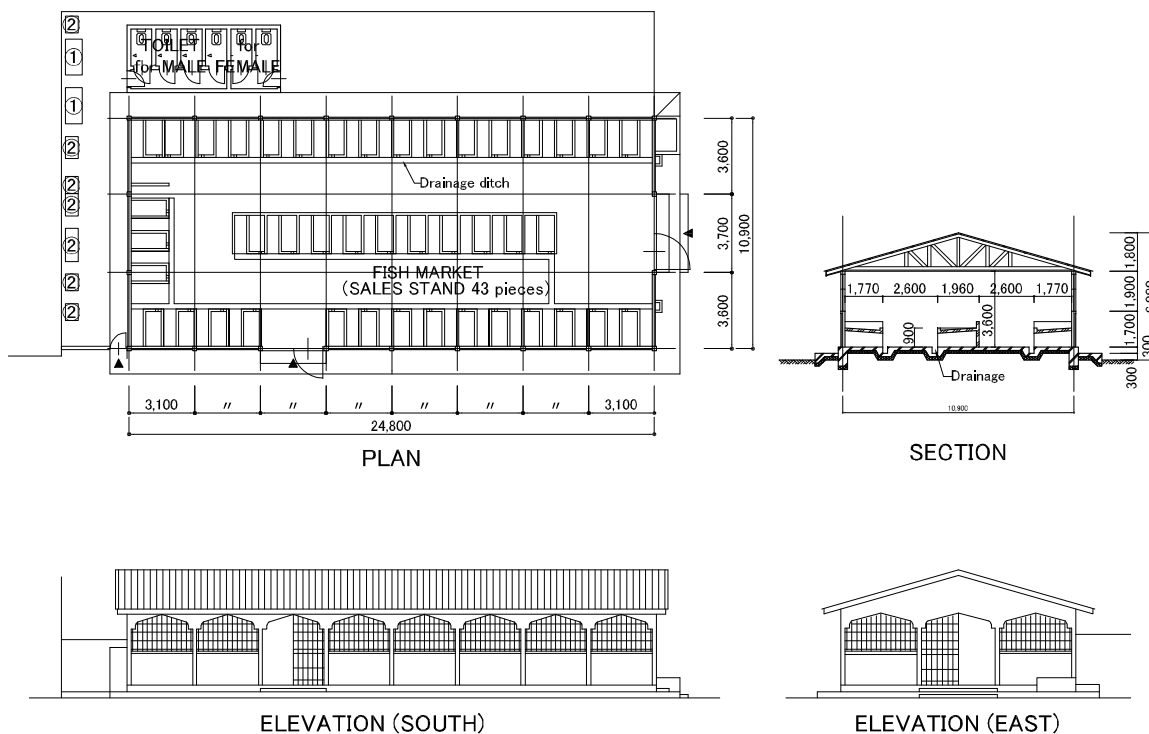 ②
①
①
②
②
②
②
②
②
TOILET for
for MALE FEMALE
Drainage ditch
FISH MARKET
(SALES STAND 43 pieces)
3,600
3,700
3,600
10,900
3,100 〃 〃 〃 〃 〃 〃 3,100
24,800
PLAN
1,770 2,600 1,960 2,600 1,770
900
3,600
1,800
1,900
1,700
300
300
Drainage
10,900
SECTION
ELEVATION (SOUTH)
ELEVATION (EAST)